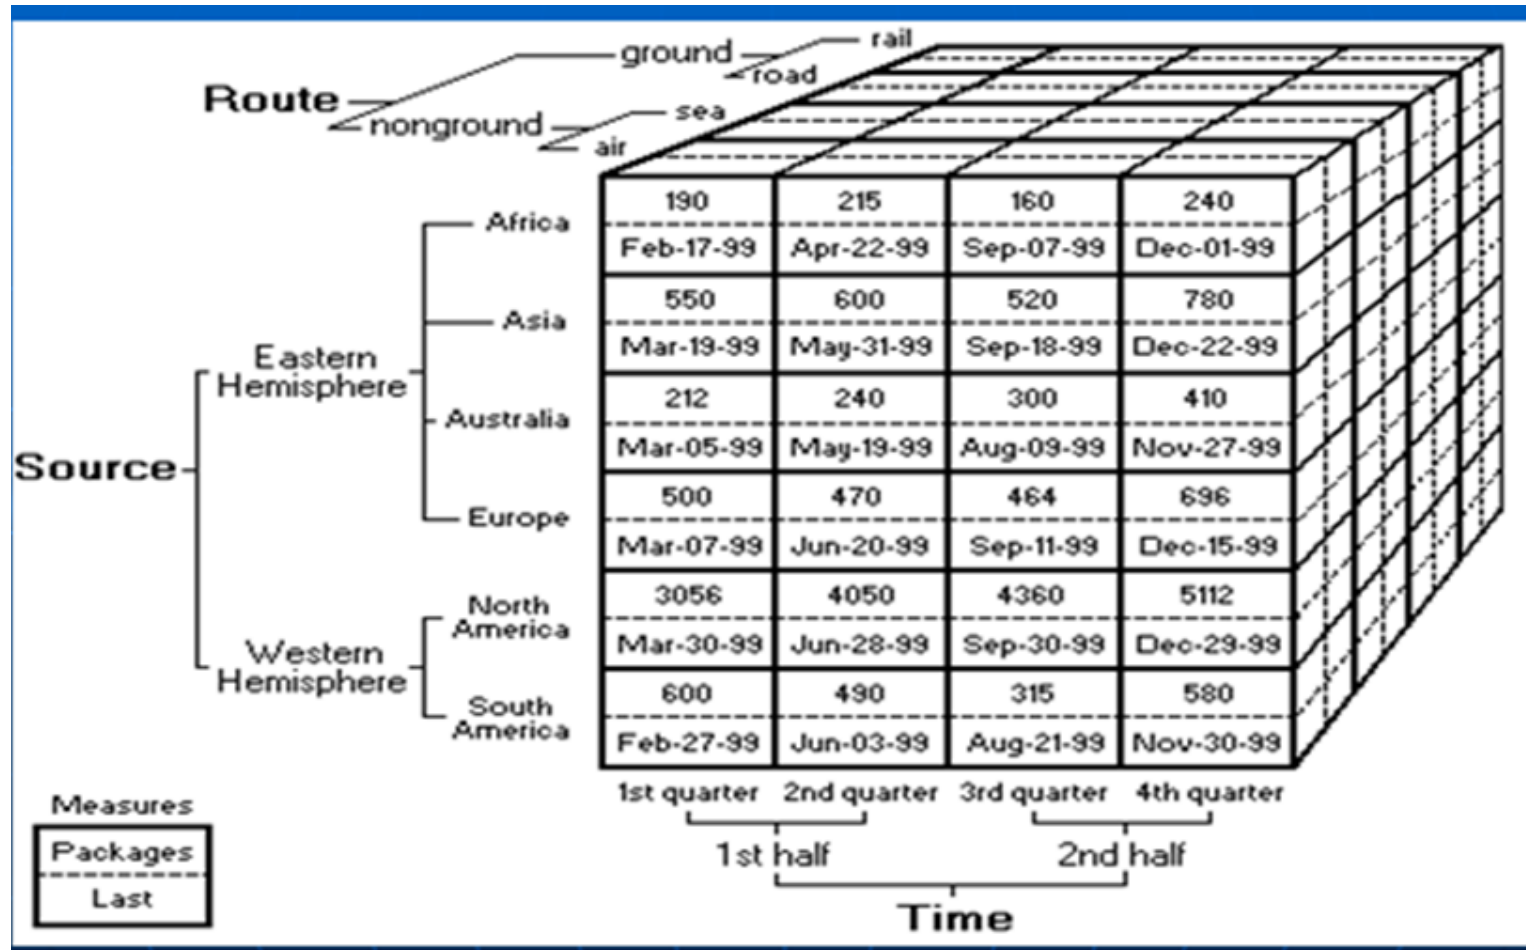 rail
ground
road
Route
sea
nonground
air
190 215 160 240
Africa
Feb-17-99 Apr-22-99 Sep-07-99 Dec-01-99
550 600 520 780
Asia
Mar-19-99 May-31-99 Sep-18-99 Dec-22-99
Eastern
Hemisphere
212 240 300 410
Australia
Mar-05-99 May-19-99 Aug-09-99 Nov-27-99
Source
500 470 464 696
Europe
Mar-07-99 Jun-20-99 Sep-11-99 Dec-15-99
3056 4050 4360 5112
North
America
Mar-30-99 Jun-28-99 Sep-30-99 Dec-29-99
Western
Hemisphere
600 490 315 580
South
America
Feb-27-99 Jun-03-99 Aug-21-99 Nov-30-99
1st quarter 2nd quarter 3rd quarter 4th quarter
Measures
Packages
Last
1st half 2nd half
Time